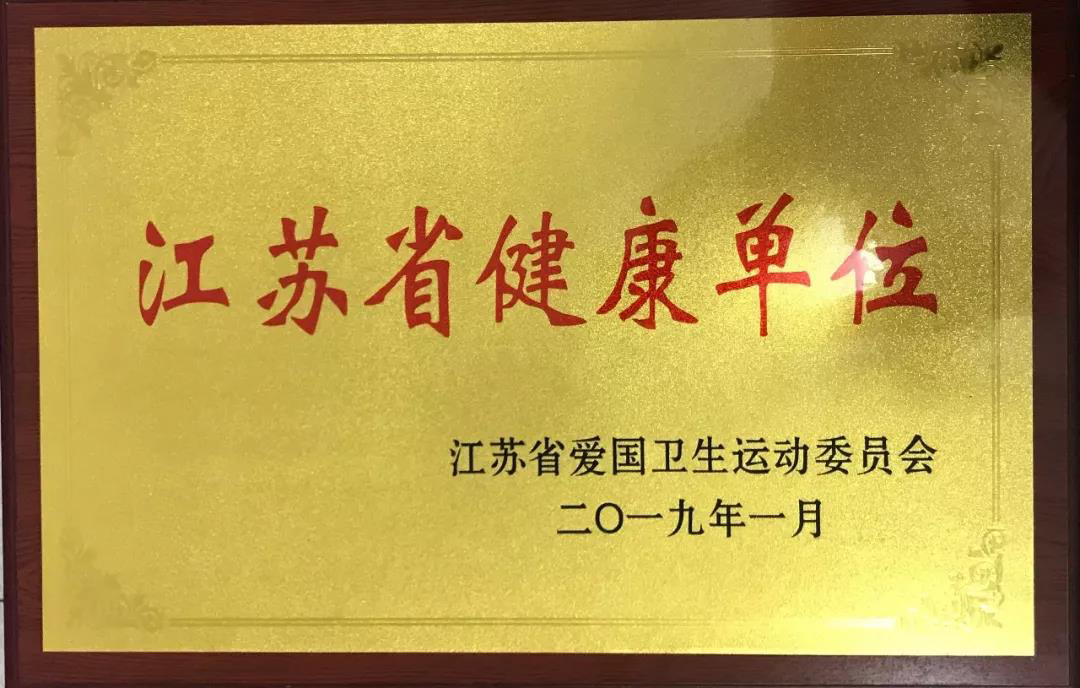 江苏省健康单位
江苏省爱国卫生运动委员会
二〇一九年一月